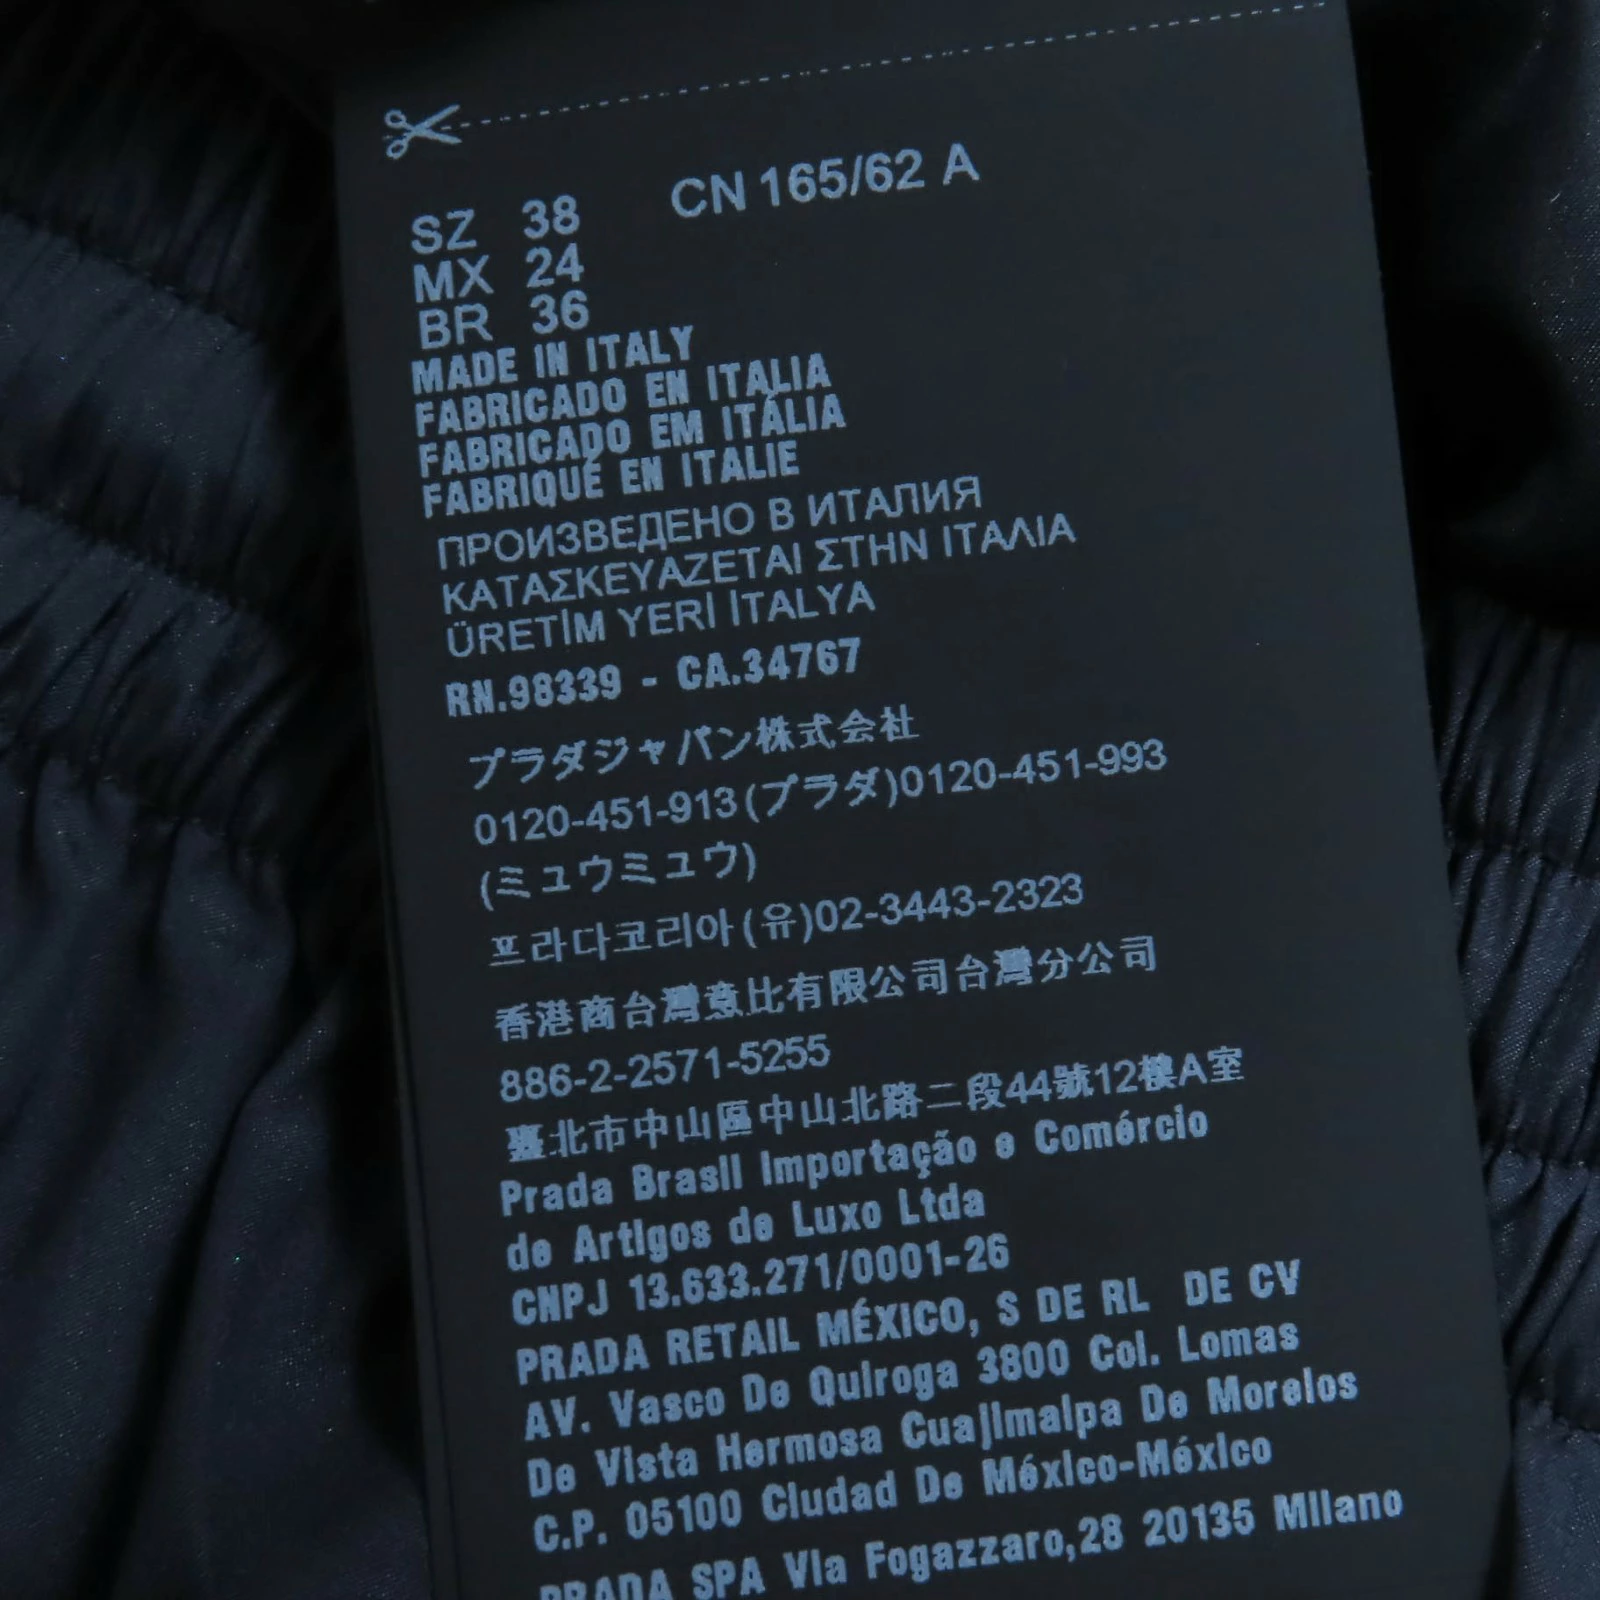 SZ 38 CN 165/62 A
MX 24
BR 36
MADE IN ITALY
FABRICADO EN ITALIA
FABRICADO EM ITÁLIA
FABRIQUÉ EN ITALIE
ПРОИЗВЕДЕНО В ИТАЛИЯ
ΚΑΤΑΣΚΕΥΑΖΕΤΑΙ ΣΤΗΝ ΙΤΑΛΙΑ
ÜRETİM YERİ İTALYA
RN.98339 - CA.34767
プラダジャパン株式会社
0120-451-913(プラダ)0120-451-993
(ミュウミュウ)
프라다코리아(유)02-3443-2323
香港商台灣意比有限公司台灣分公司
886-2-2571-5255
臺北市中山區中山北路二段44號12樓A室
Prada Brasil Importação e Comércio
de Artigos de Luxo Ltda
CNPJ 13.633.271/0001-26
PRADA RETAIL MÉXICO, S DE RL DE CV
AV. Vasco De Quiroga 3800 Col. Lomas
De Vista Hermosa Cuajimalpa De Morelos
C.P. 05100 Ciudad De México-México
PRADA SPA Via Fogazzaro,28 20135 Milano